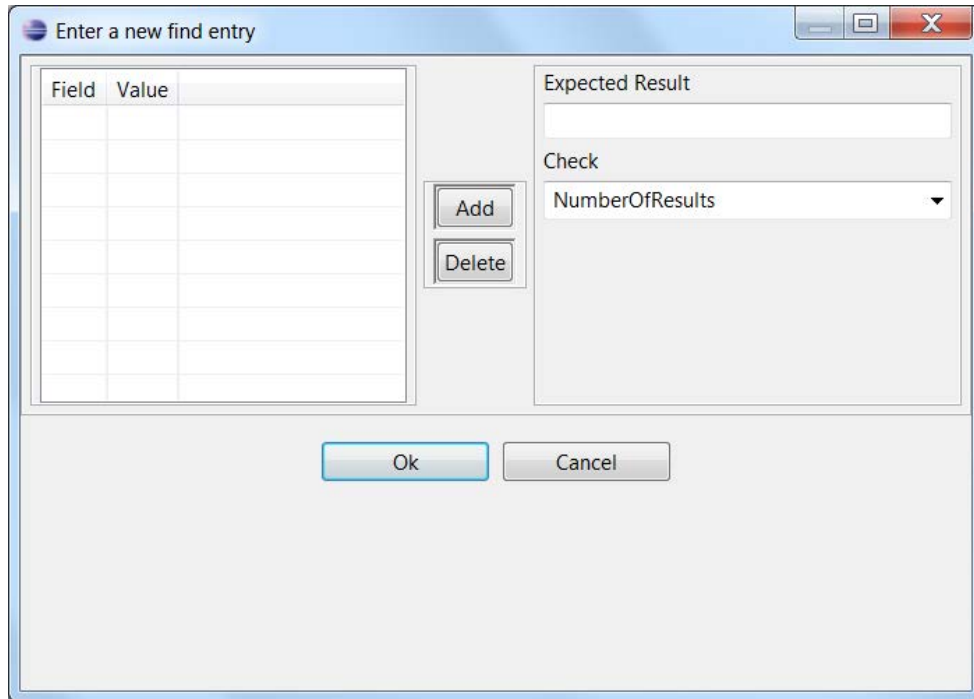 Enter a new find entry
Field Value
Expected Result
Check
NumberOfResults
Add
Delete
Ok Cancel